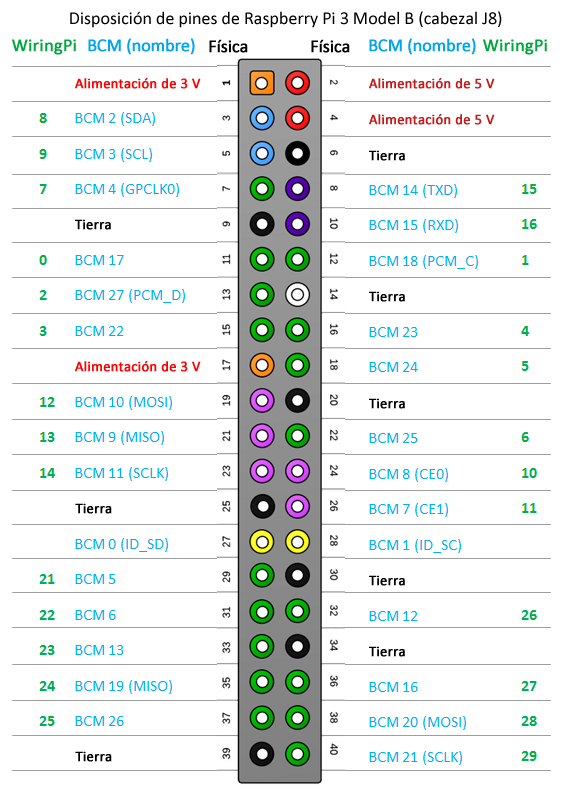 Disposición de pines de Raspberry Pi 3 Model B (cabezal J8)
WiringPi BCM (nombre) Física Física BCM (nombre) WiringPi
Alimentación de 3 V 1 2 Alimentación de 5 V
8 BCM 2 (SDA) 3 4 Alimentación de 5 V
9 BCM 3 (SCL) 5 6 Tierra
7 BCM 4 (GPCLK0) 7 8 BCM 14 (TXD) 15
Tierra 9 10 BCM 15 (RXD) 16
0 BCM 17 11 12 BCM 18 (PCM_C) 1
2 BCM 27 (PCM_D) 13 14 Tierra
3 BCM 22 15 16 BCM 23 4
Alimentación de 3 V 17 18 BCM 24 5
12 BCM 10 (MOSI) 19 20 Tierra
13 BCM 9 (MISO) 21 22 BCM 25 6
14 BCM 11 (SCLK) 23 24 BCM 8 (CE0) 10
Tierra 25 26 BCM 7 (CE1) 11
BCM 0 (ID_SD) 27 28 BCM 1 (ID_SC)
21 BCM 5 29 30 Tierra
22 BCM 6 31 32 BCM 12 26
23 BCM 13 33 34 Tierra
24 BCM 19 (MISO) 35 36 BCM 16 27
25 BCM 26 37 38 BCM 20 (MOSI) 28
Tierra 39 40 BCM 21 (SCLK) 29